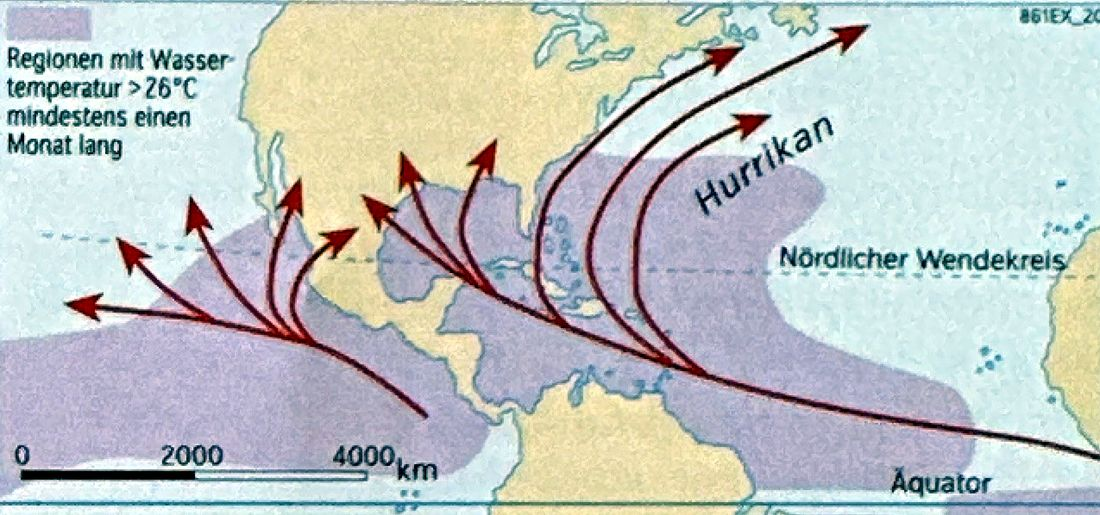 861EX_20
Regionen mit Wasser-
temperatur > 26°C
mindestens einen
Monat lang
Hurrikan
Nördlicher Wendekreis
0 2000 4000 km
Äquator